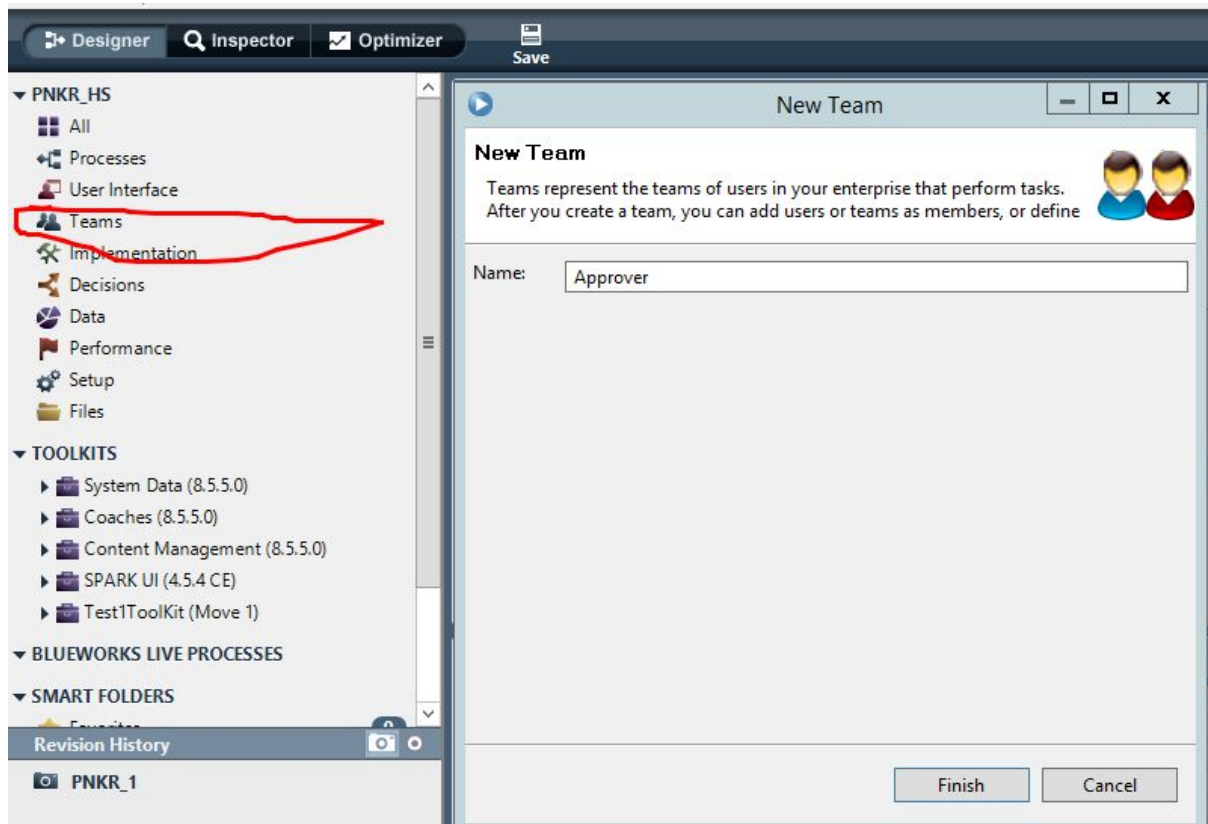 Designer Inspector Optimizer Save
PNKR_HS
All
Processes
User Interface
Teams
Implementation
Decisions
Data
Performance
Setup
Files
TOOLKITS
System Data (8.5.5.0)
Coaches (8.5.5.0)
Content Management (8.5.5.0)
SPARK UI (4.5.4 CE)
Test1ToolKit (Move 1)
BLUEWORKS LIVE PROCESSES
SMART FOLDERS
Revision History
PNKR_1
New Team
New Team
Teams represent the teams of users in your enterprise that perform tasks.
After you create a team, you can add users or teams as members, or define
Name: Approver
Finish Cancel